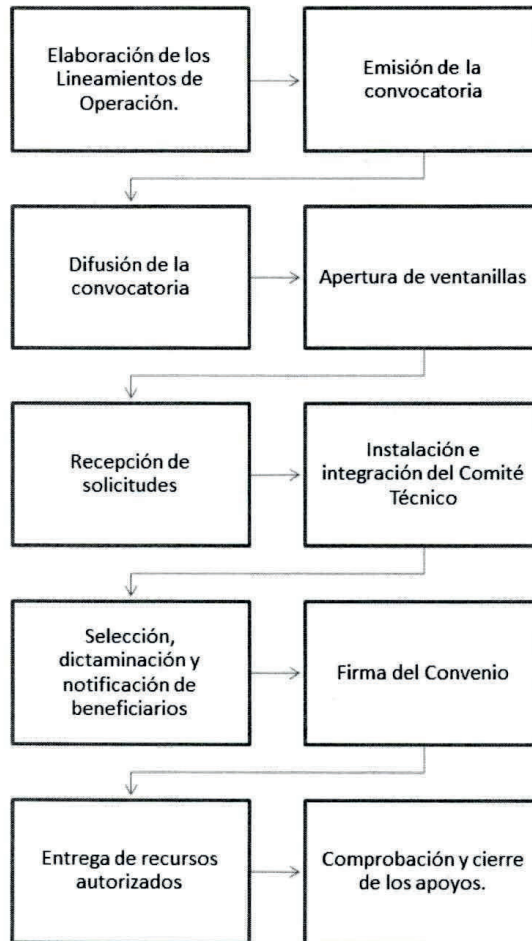 Elaboración de los
Lineamientos de
Operación.
Emisión de la
convocatoria
Difusión de la
convocatoria
Apertura de ventanillas
Recepción de
solicitudes
Instalación e
integración del Comité
Técnico
Selección,
dictaminación y
notificación de
beneficiarios
Firma del Convenio
Entrega de recursos
autorizados
Comprobación y cierre
de los apoyos.